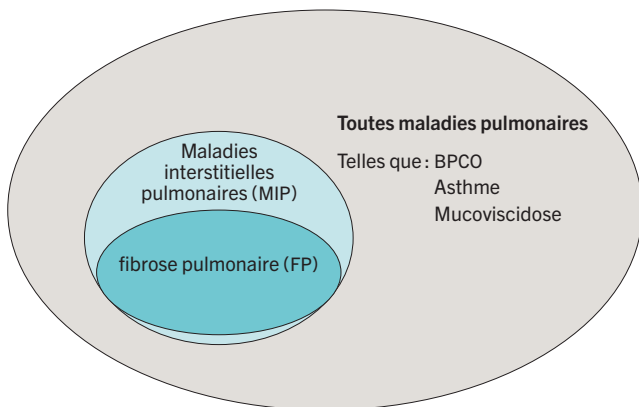 Toutes maladies pulmonaires
Telles que : BPCO
Asthme
Mucoviscidose
Maladies
interstitielles
pulmonaires (MIP)
fibrose pulmonaire (FP)